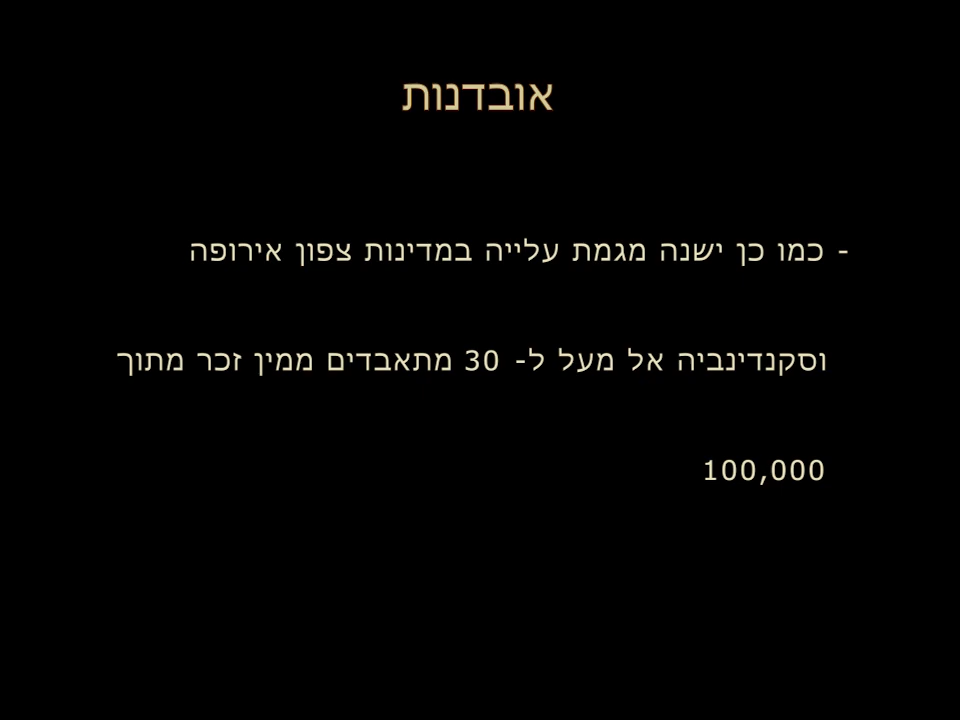 אובדנות
- כמו כן ישנה מגמת עלייה במדינות צפון אירופה
וסקנדינביה אל מעל ל- 30 מתאבדים ממין זכר מתוך
100,000